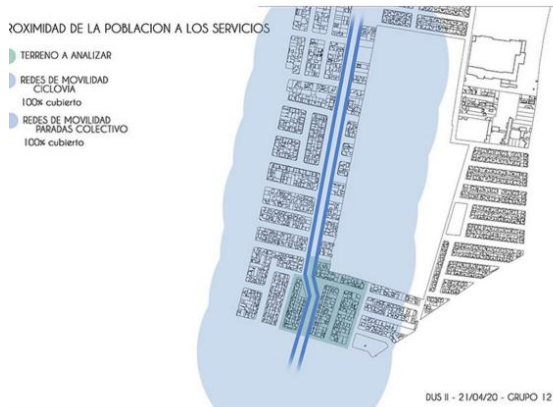 ROXIMIDAD DE LA POBLACION A LOS SERVICIOS
TERRENO A ANALIZAR
REDES DE MOVILIDAD
CICLOVÍA
100% cubierto
REDES DE MOVILIDAD
PARADAS COLECTIVO
100% cubierto
DUS II - 21/04/20 - GRUPO 12